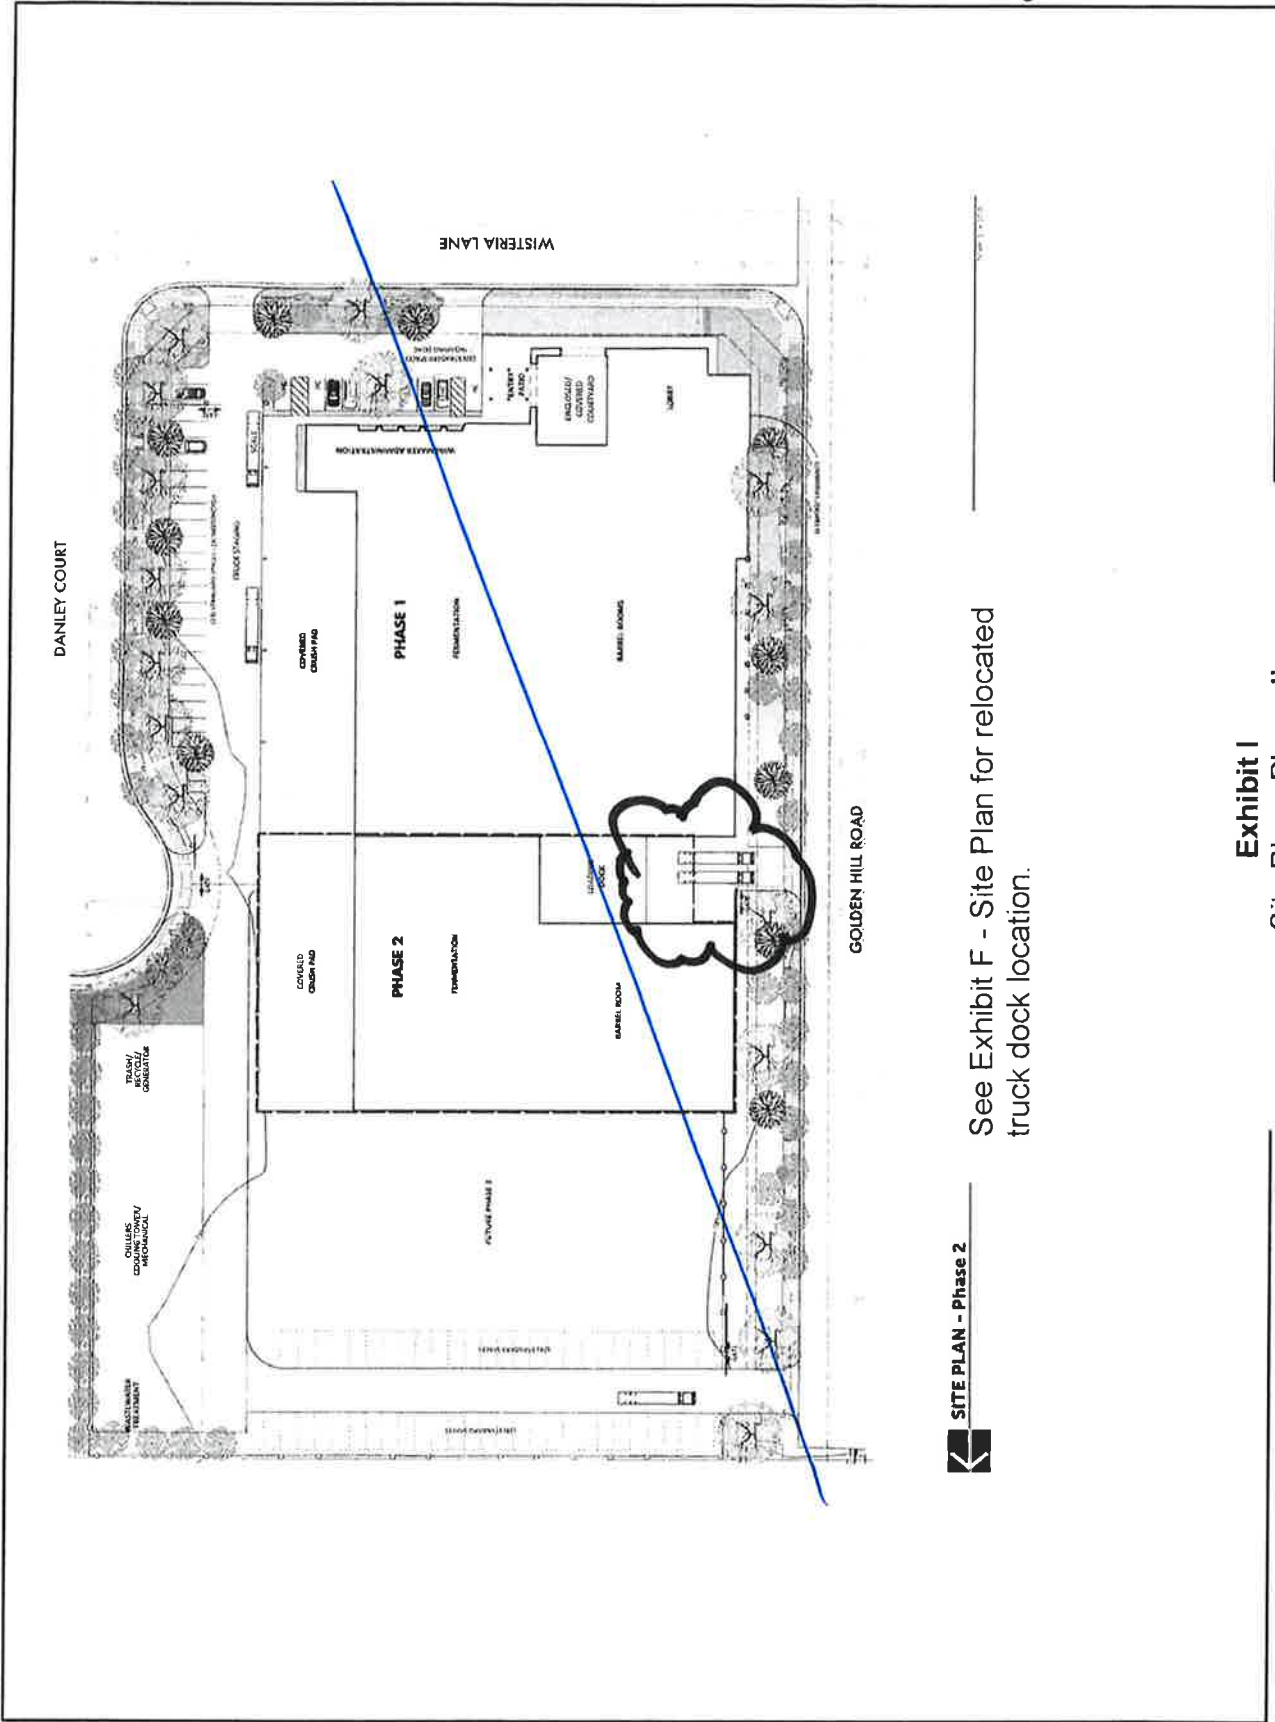 DANLEY COURT
WISTERIA LANE
TRASH/
RECYCLE/
GENERATOR
CHILLERS
COOLING TOWER/
MECHANICAL
WASTEWATER
TREATMENT
TRUCK STAGING
SCALE
COVERED
CRUSH PAD
PHASE 1
FERMENTATION
BARREL ROOMS
WINEMAKER ADMINISTRATION
"ENTRY"
PATIO
ENCLOSED/
COVERED
COURTYARD
LOBBY
COVERED
CRUSH PAD
PHASE 2
FERMENTATION
LOADING
DOCK
BARREL ROOM
FUTURE PHASE 3
GOLDEN HILL ROAD
SITE PLAN - Phase 2
See Exhibit F - Site Plan for relocated
truck dock location.
Exhibit I